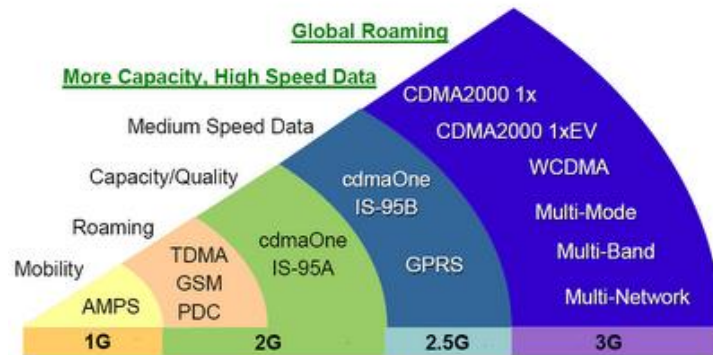 Global Roaming
More Capacity, High Speed Data
Medium Speed Data
Capacity/Quality
Roaming
Mobility
AMPS
TDMA
GSM
PDC
cdmaOne
IS-95A
cdmaOne
IS-95B
GPRS
CDMA2000 1x
CDMA2000 1xEV
WCDMA
Multi-Mode
Multi-Band
Multi-Network
1G
2G
2.5G
3G